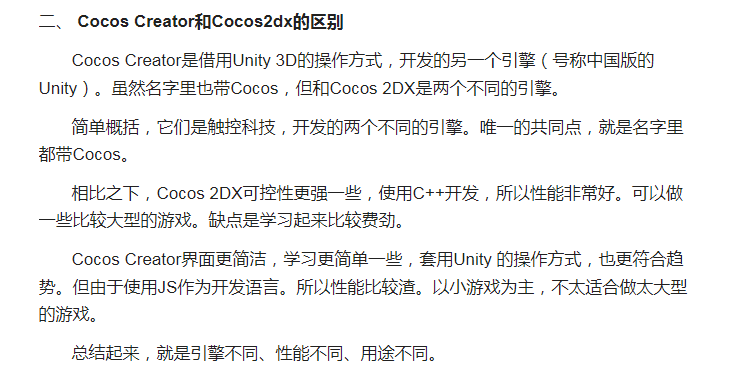 二、 Cocos Creator和Cocos2dx的区别
Cocos Creator是借用Unity 3D的操作方式，开发的另一个引擎（号称中国版的
Unity）。虽然名字里也带Cocos，但和Cocos 2DX是两个不同的引擎。
简单概括，它们是触控科技，开发的两个不同的引擎。唯一的共同点，就是名字里
都带Cocos。
相比之下，Cocos 2DX可控性更强一些，使用C++开发，所以性能非常好。可以做
一些比较大型的游戏。缺点是学习起来比较费劲。
Cocos Creator界面更简洁，学习更简单一些，套用Unity 的操作方式，也更符合趋
势。但由于使用JS作为开发语言。所以性能比较渣。以小游戏为主，不太适合做太大型
的游戏。
总结起来，就是引擎不同、性能不同、用途不同。